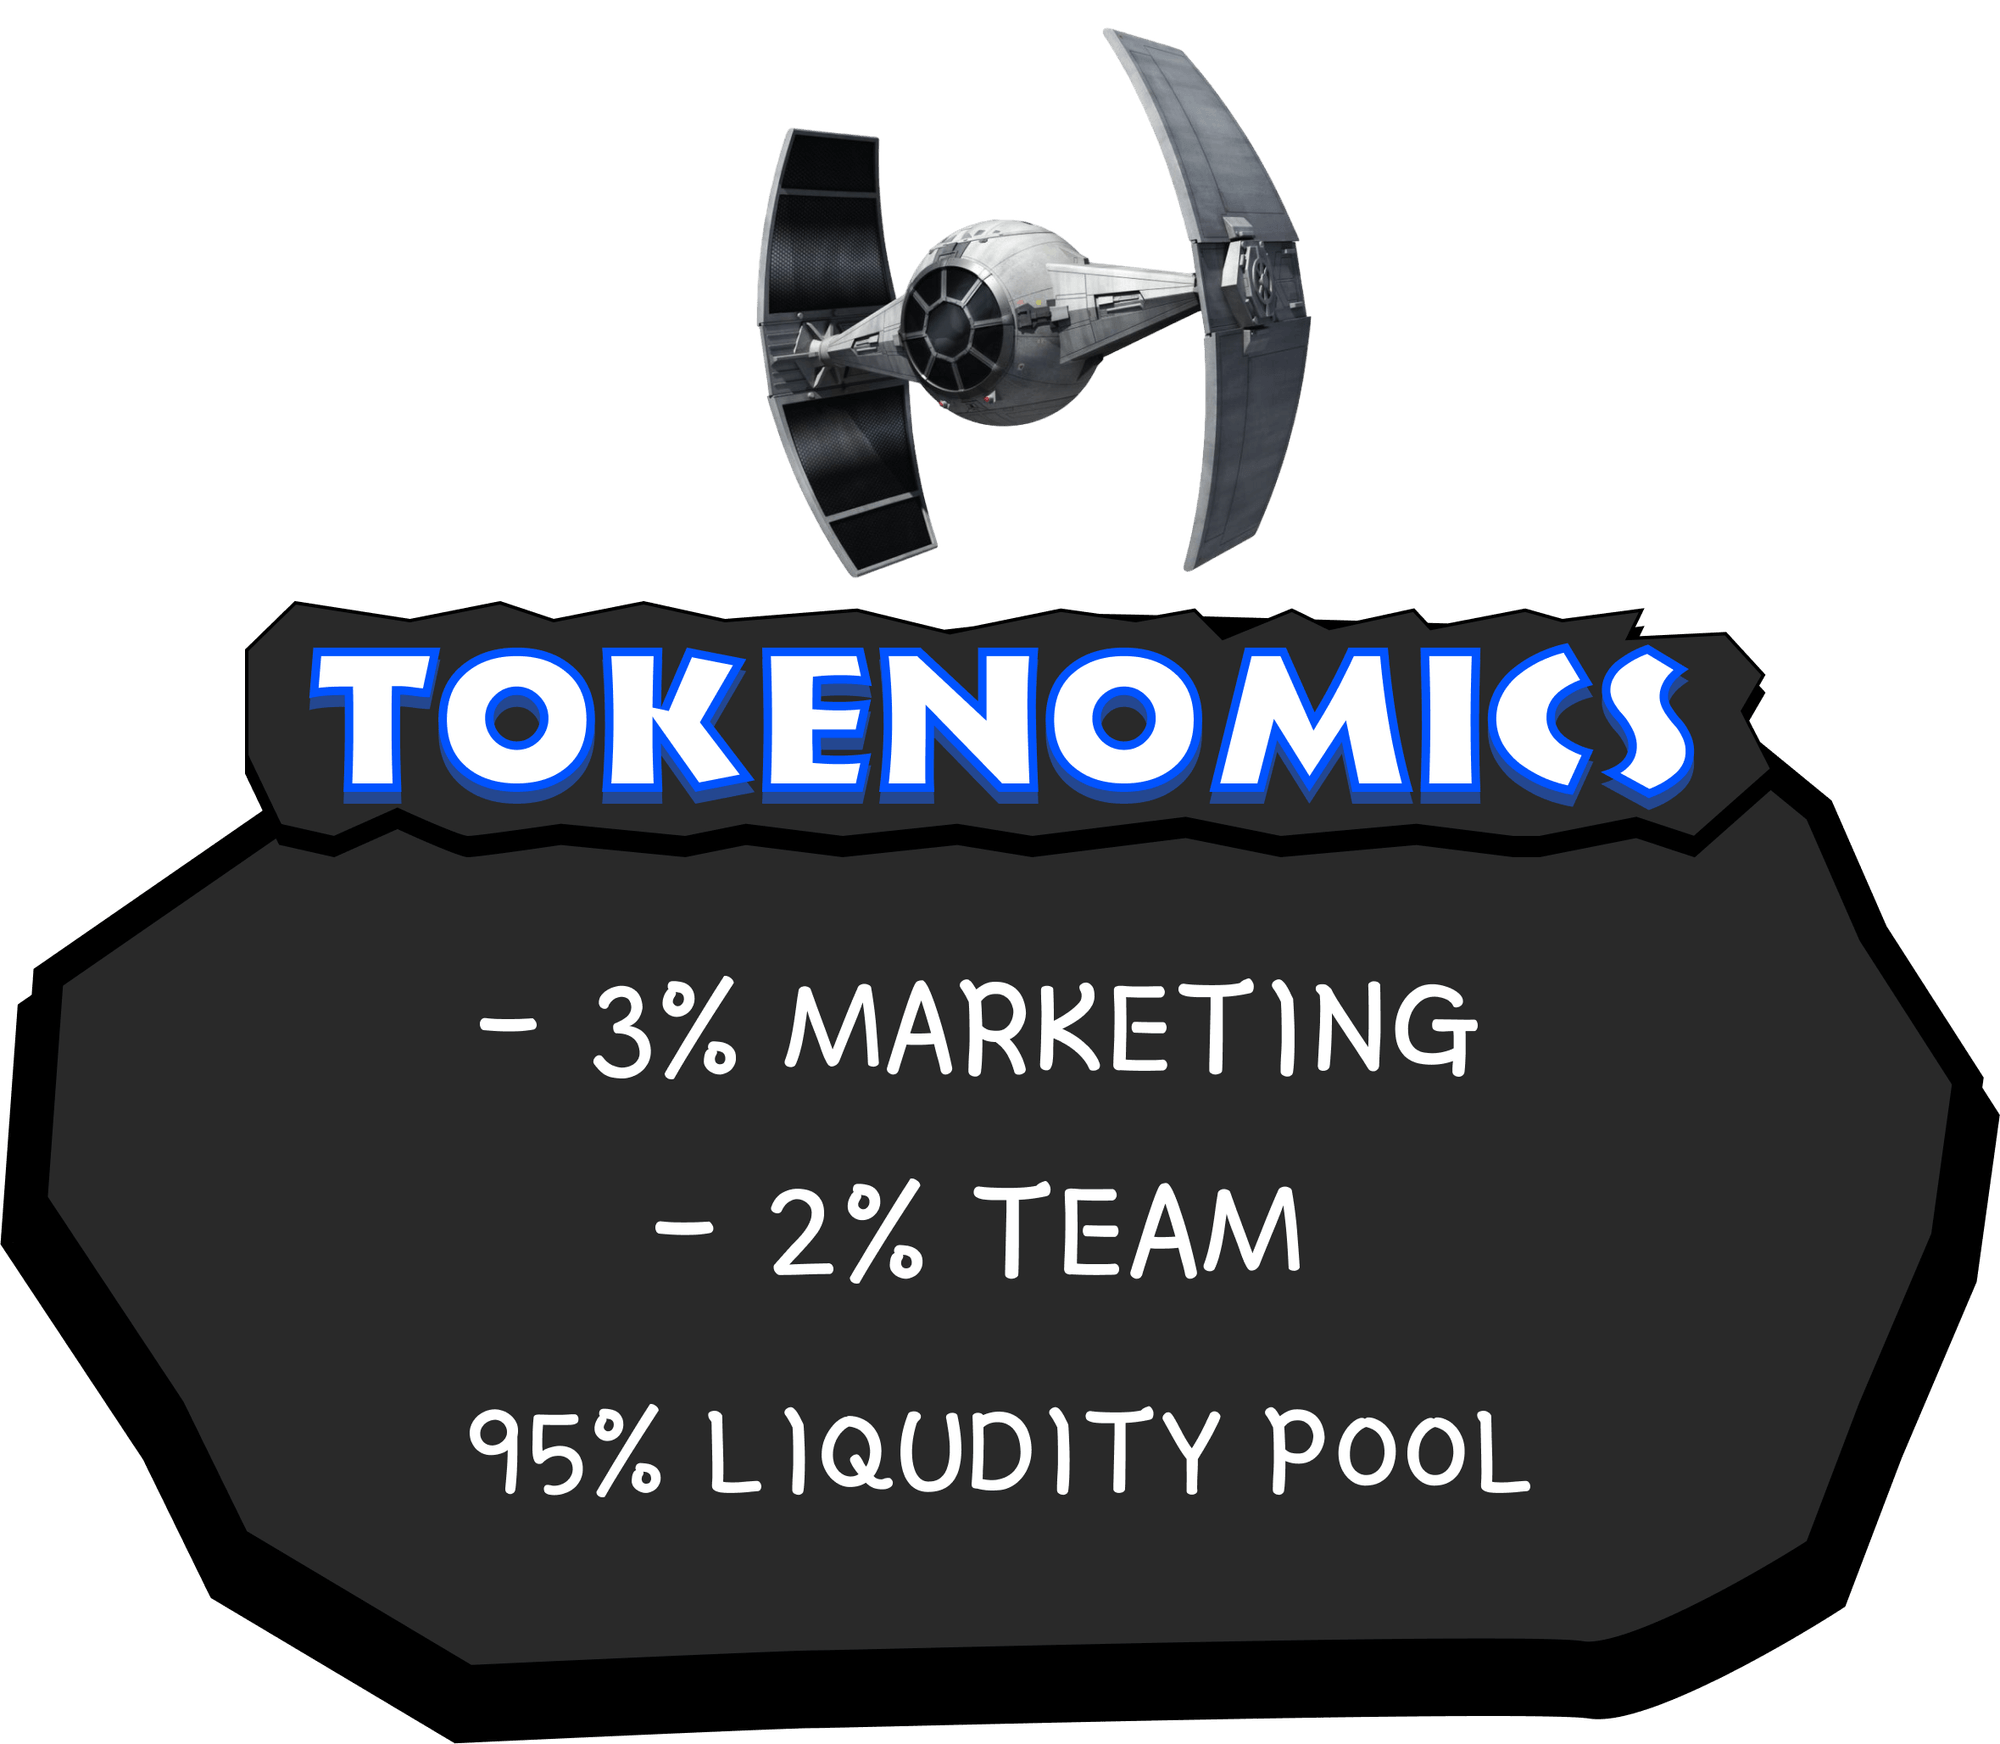 TOKENOMICS
- 3% MARKETING
- 2% TEAM
95% LIQUDITY POOL